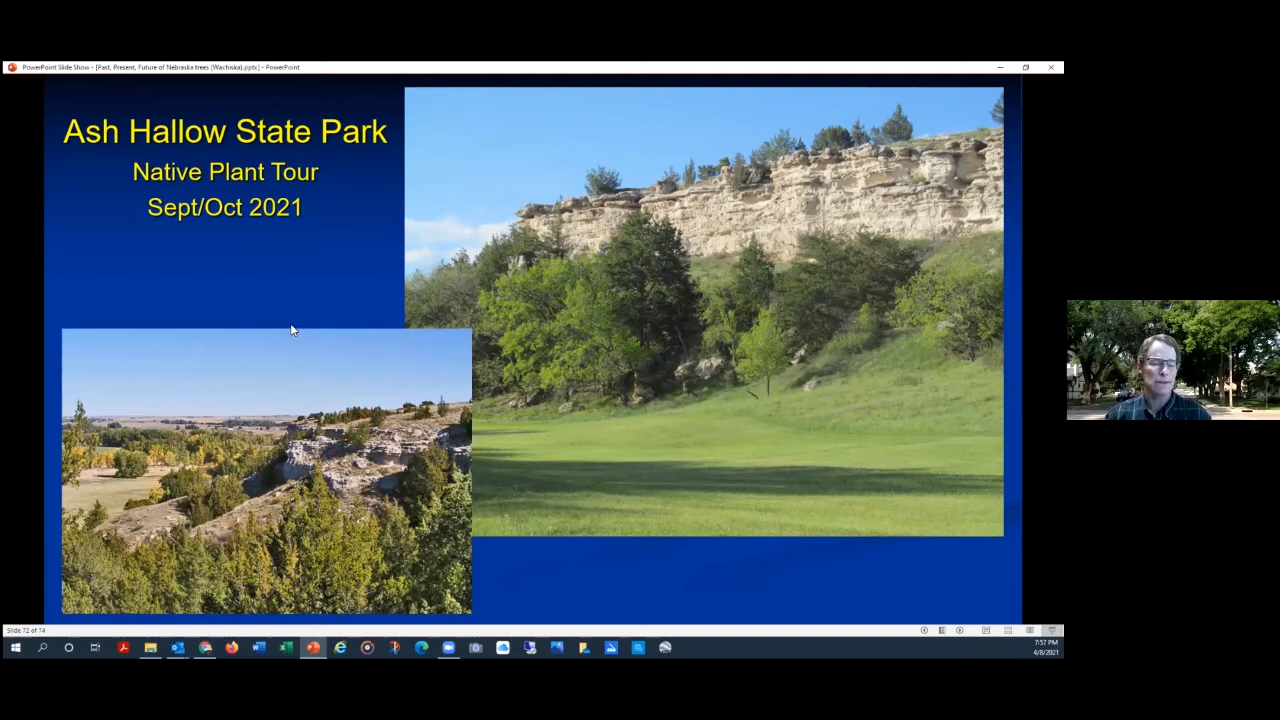 PowerPoint Slide Show - [Past, Present, Future of Nebraska trees (Wachiska).pptx] - PowerPoint
Ash Hallow State Park
Native Plant Tour
Sept/Oct 2021
Slide 72 of 74
7:57 PM
4/8/2021